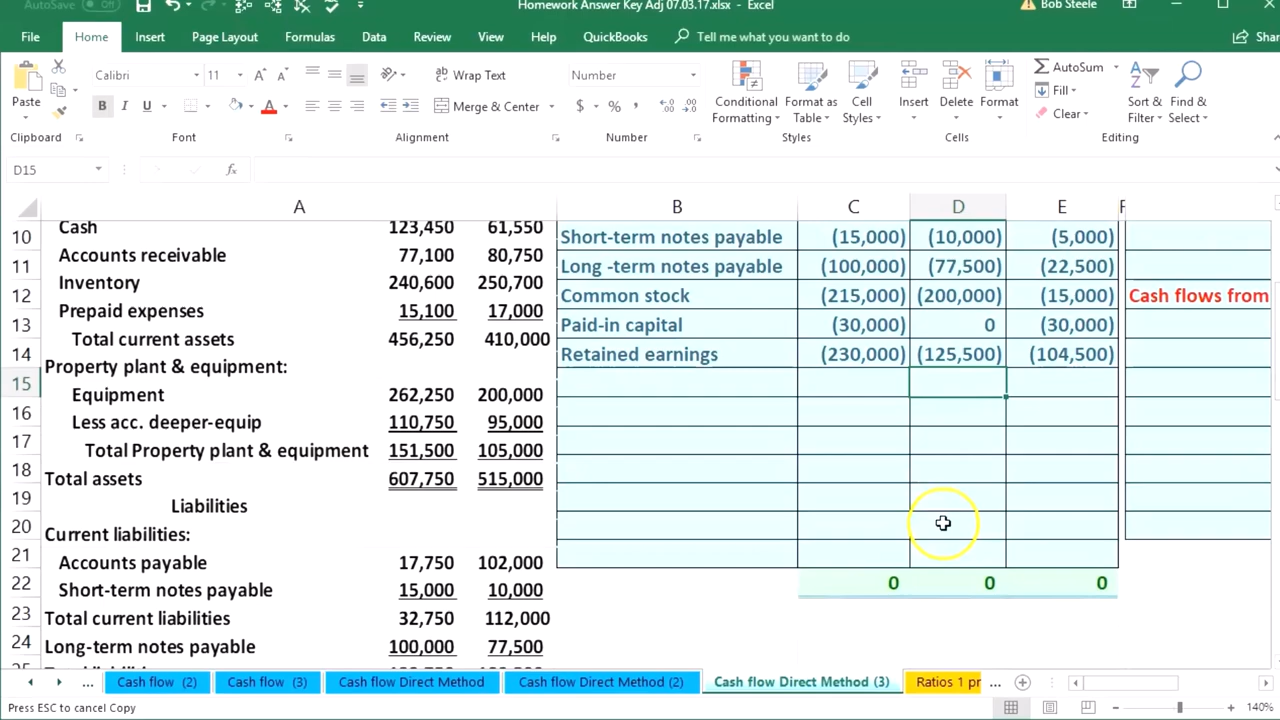 AutoSave Off Homework Answer Key Adj 07.03.17.xlsx - Excel Bob Steele
File Home Insert Page Layout Formulas Data Review View Help QuickBooks Tell me what you want to do Shar
Paste Calibri 11 A A Wrap Text Number AutoSum
B I U A Merge & Center $ % , Conditional Formatting Format as Table Cell Styles Insert Delete Format Fill Clear Sort & Filter Find & Select
Clipboard Font Alignment Number Styles Cells Editing
D15 fx
A B C D E F
10 Cash 123,450 61,550 Short-term notes payable (15,000) (10,000) (5,000)
11 Accounts receivable 77,100 80,750 Long -term notes payable (100,000) (77,500) (22,500)
12 Inventory 240,600 250,700 Common stock (215,000) (200,000) (15,000) Cash flows from
13 Prepaid expenses 15,100 17,000 Paid-in capital (30,000) 0 (30,000)
14 Total current assets 456,250 410,000 Retained earnings (230,000) (125,500) (104,500)
15 Property plant & equipment:
16 Equipment 262,250 200,000
17 Less acc. deeper-equip 110,750 95,000
18 Total Property plant & equipment 151,500 105,000
19 Total assets 607,750 515,000
Liabilities
20 Current liabilities:
21 Accounts payable 17,750 102,000
22 Short-term notes payable 15,000 10,000 0 0 0
23 Total current liabilities 32,750 112,000
24 Long-term notes payable 100,000 77,500
... Cash flow (2) Cash flow (3) Cash flow Direct Method Cash flow Direct Method (2) Cash flow Direct Method (3) Ratios 1 pr ...
Press ESC to cancel Copy 140%